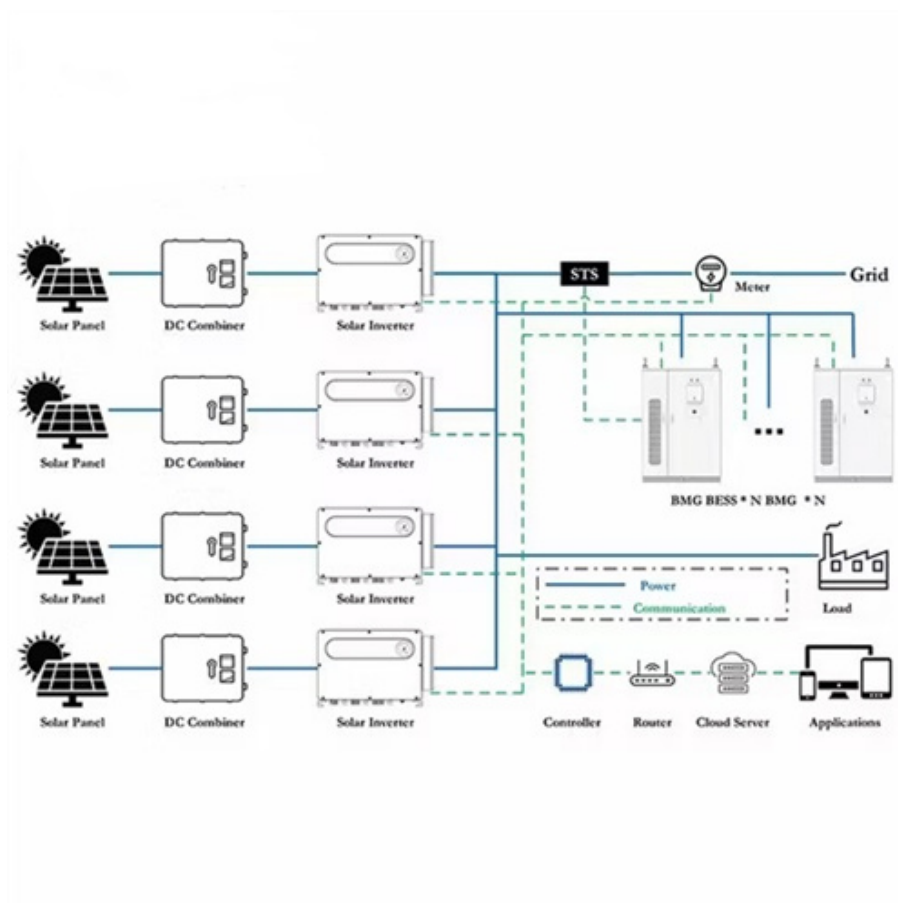 STS
Grid
Meter
Solar Panel DC Combiner Solar Inverter
Solar Panel DC Combiner Solar Inverter
BMG BESS * N BMG * N
Solar Panel DC Combiner Solar Inverter
Power
Communication
Load
Solar Panel DC Combiner Solar Inverter
Controller Router Cloud Server Applications